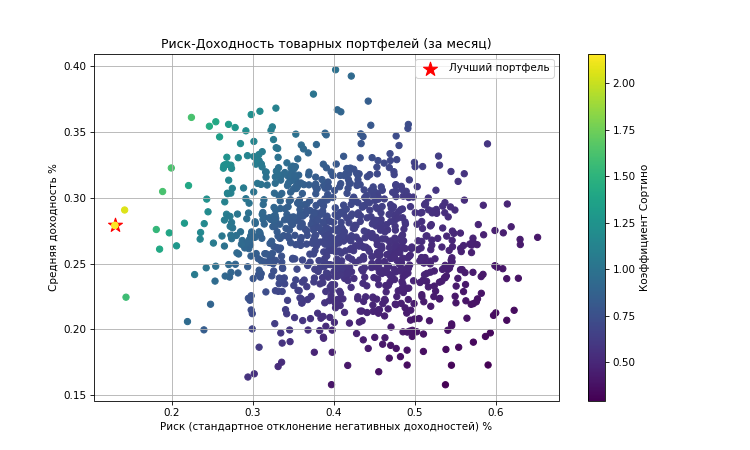 Риск-Доходность товарных портфелей (за месяц)
Лучший портфель
Средняя доходность %
0.40
0.35
0.30
0.25
0.20
0.15
0.2 0.3 0.4 0.5 0.6
Риск (стандартное отклонение негативных доходностей) %
2.00
1.75
1.50
1.25
1.00
0.75
0.50
Коэффициент Сортино